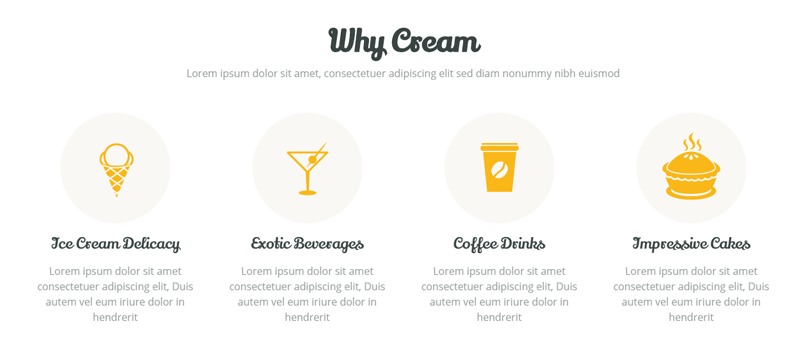 Why Cream
Lorem ipsum dolor sit amet, consectetuer adipiscing elit sed diam nonummy nibh euismod
Ice Cream Delicacy
Lorem ipsum dolor sit amet
consectetuer adipiscing elit, Duis
autem vel eum iriure dolor in
hendrerit
Exotic Beverages
Lorem ipsum dolor sit amet
consectetuer adipiscing elit, Duis
autem vel eum iriure dolor in
hendrerit
Coffee Drinks
Lorem ipsum dolor sit amet
consectetuer adipiscing elit, Duis
autem vel eum iriure dolor in
hendrerit
Impressive Cakes
Lorem ipsum dolor sit amet
consectetuer adipiscing elit, Duis
autem vel eum iriure dolor in
hendrerit